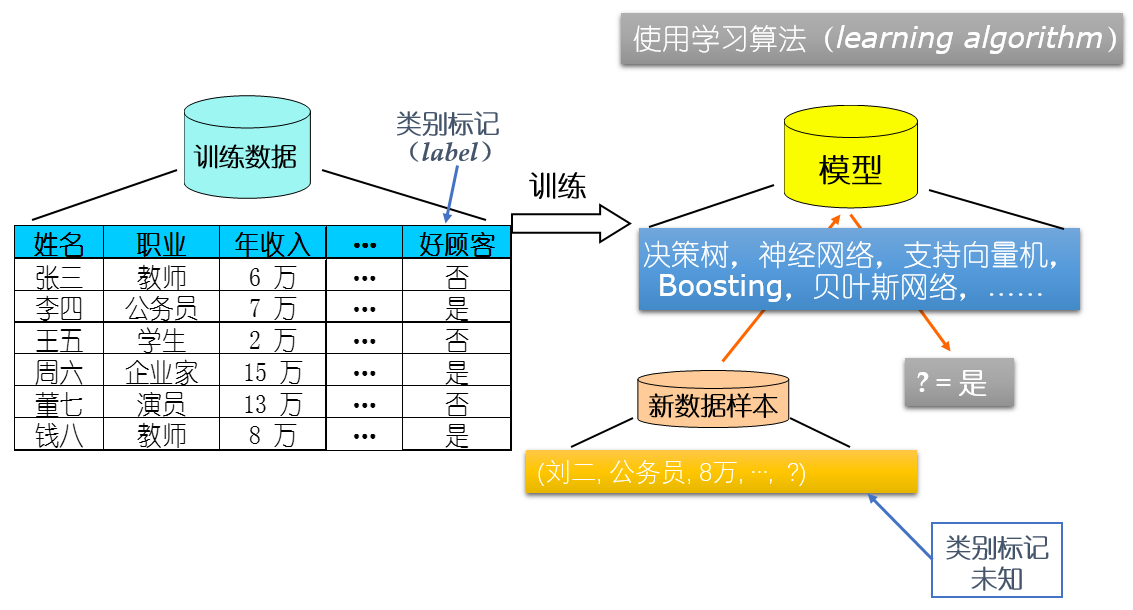 使用学习算法（learning algorithm）
训练数据
类别标记
（label）
姓名 职业 年收入 … 好顾客
张三 教师 6 万 … 否
李四 公务员 7 万 … 是
王五 学生 2 万 … 否
周六 企业家 15 万 … 是
董七 演员 13 万 … 否
钱八 教师 8 万 … 是
训练
模型
决策树，神经网络，支持向量机，
Boosting，贝叶斯网络，……
? = 是
新数据样本
(刘二, 公务员, 8万, …, ?)
类别标记
未知